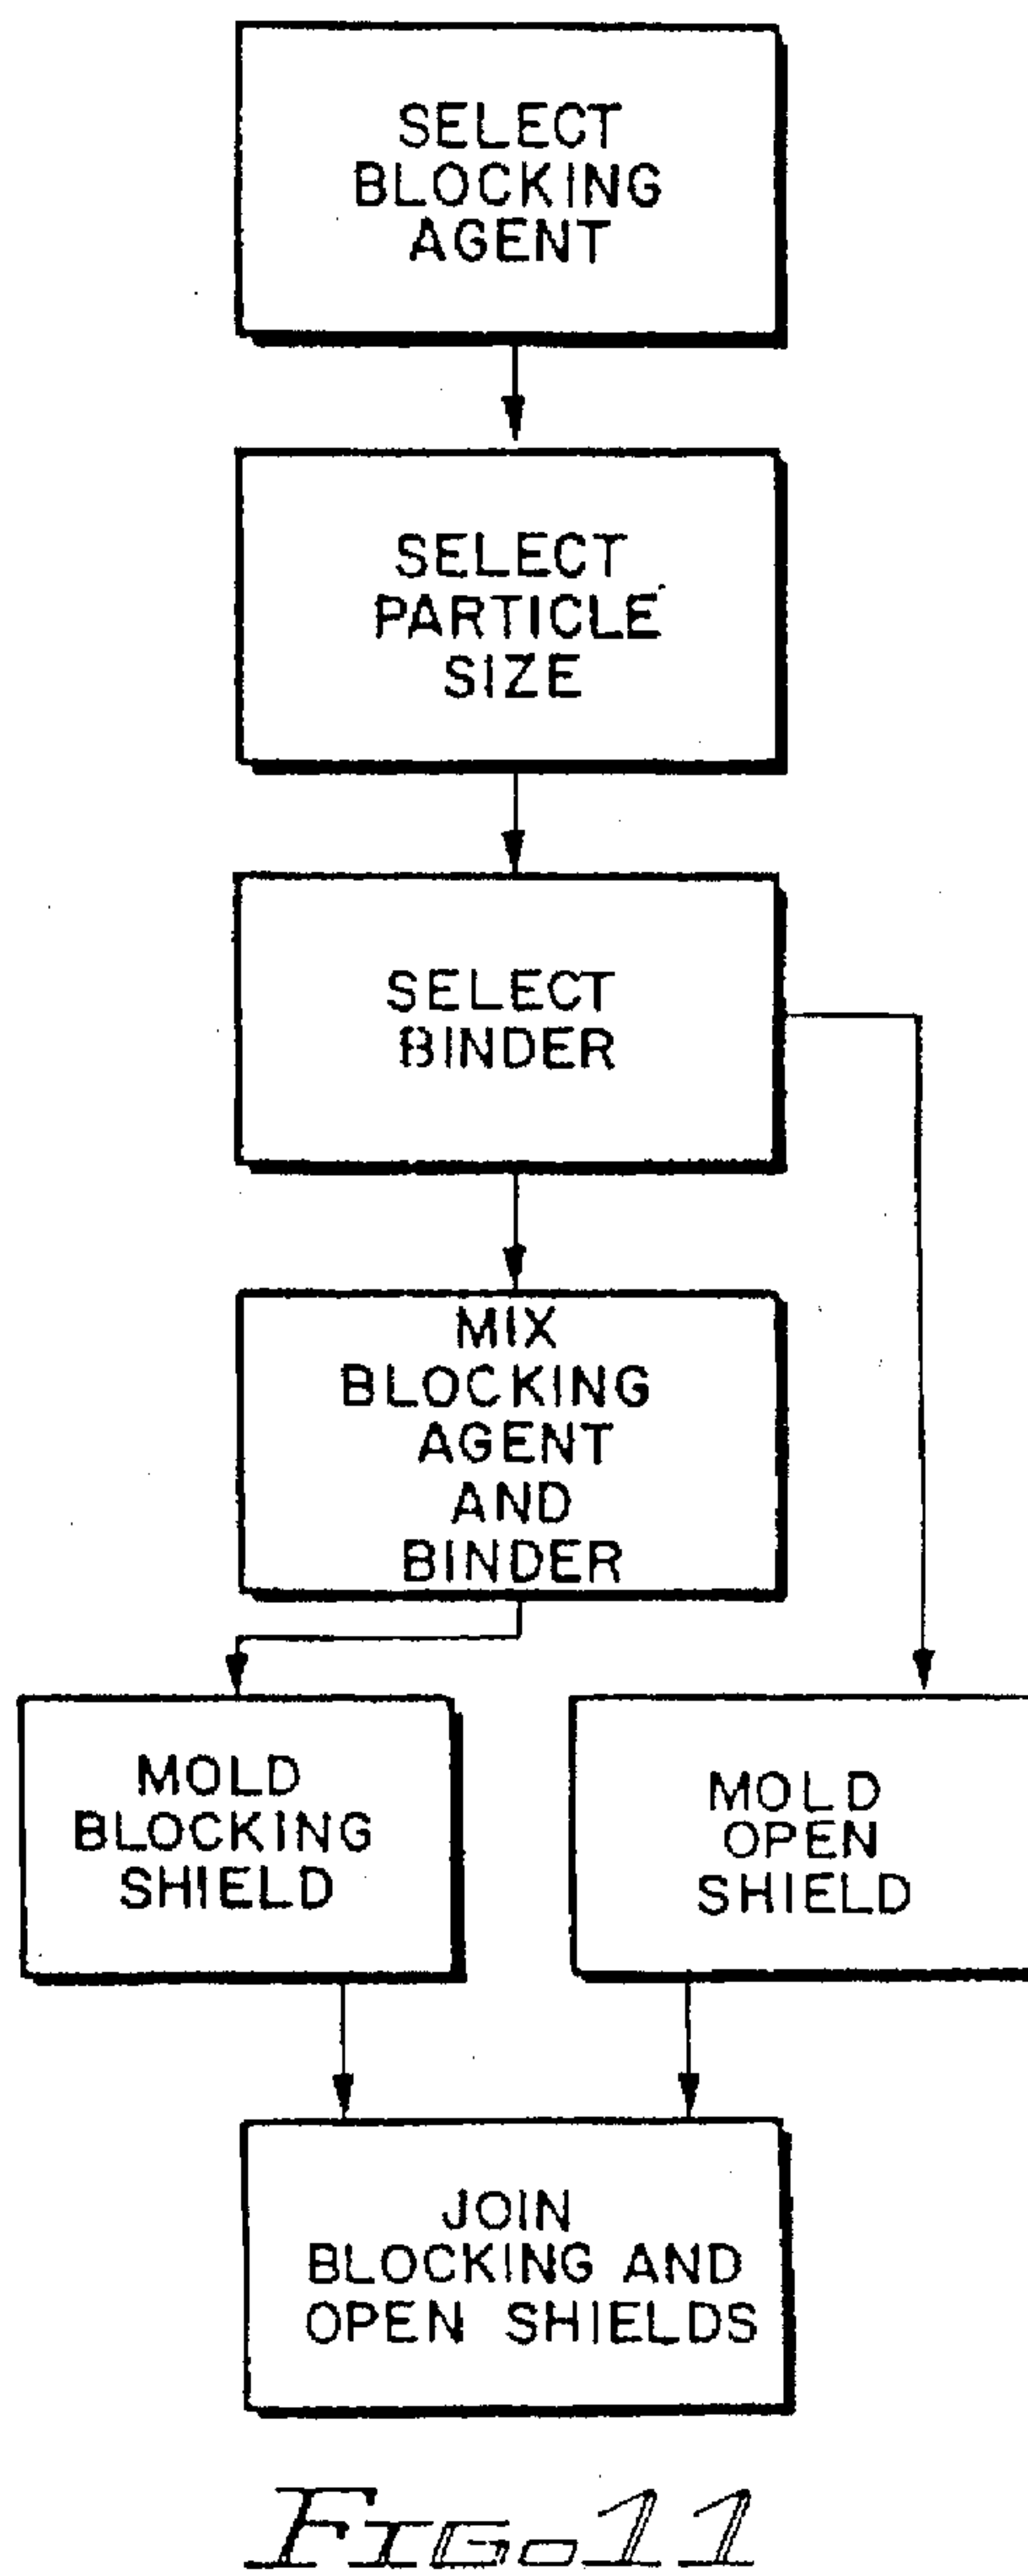 SELECT
BLOCKING
AGENT
SELECT
PARTICLE
SIZE
SELECT
BINDER
MIX
BLOCKING
AGENT
AND
BINDER
MOLD
BLOCKING
SHIELD
MOLD
OPEN
SHIELD
JOIN
BLOCKING AND
OPEN SHIELDS
FIG. 11